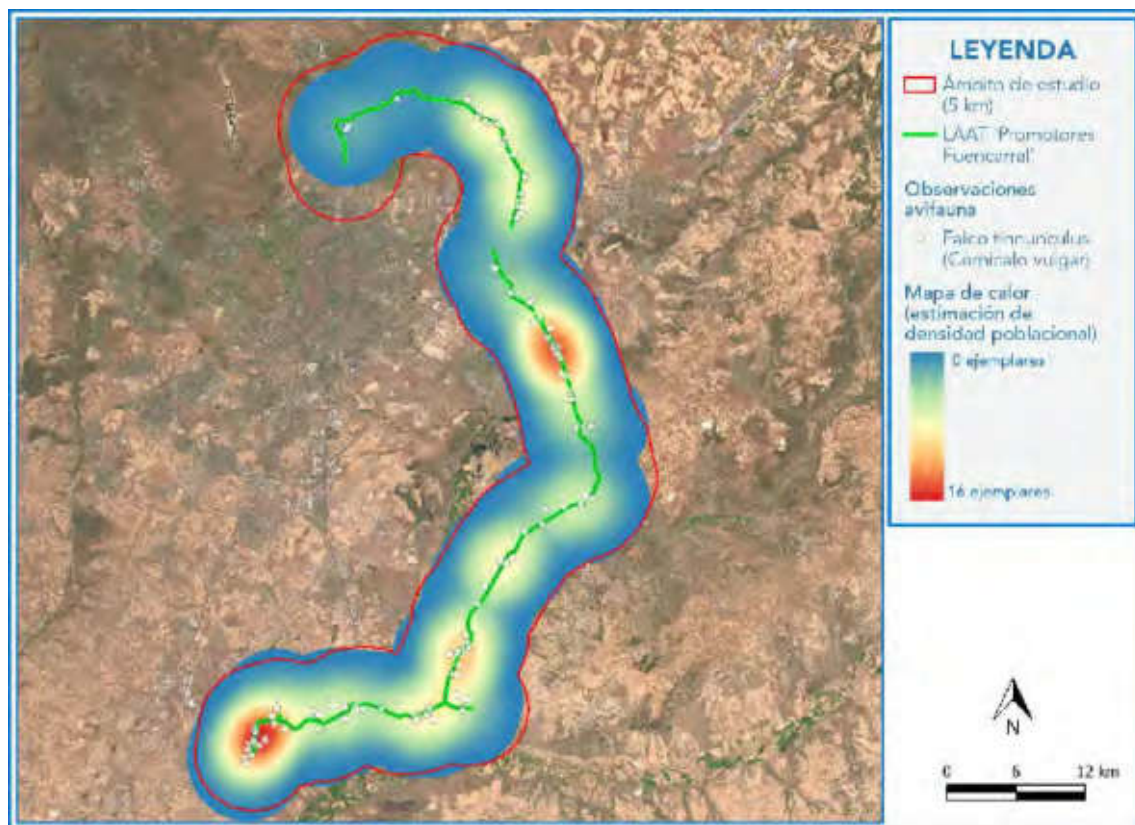 LEYENDA
Ámbito de estudio
(5 km)
LAAT 'Promotores
Fuencarral'
Observaciones
avifauna
Falco tinnunculus
(Cernícalo vulgar)
Mapa de calor
(estimación de
densidad poblacional)
0 ejemplares
16 ejemplares
N
0 6 12 km